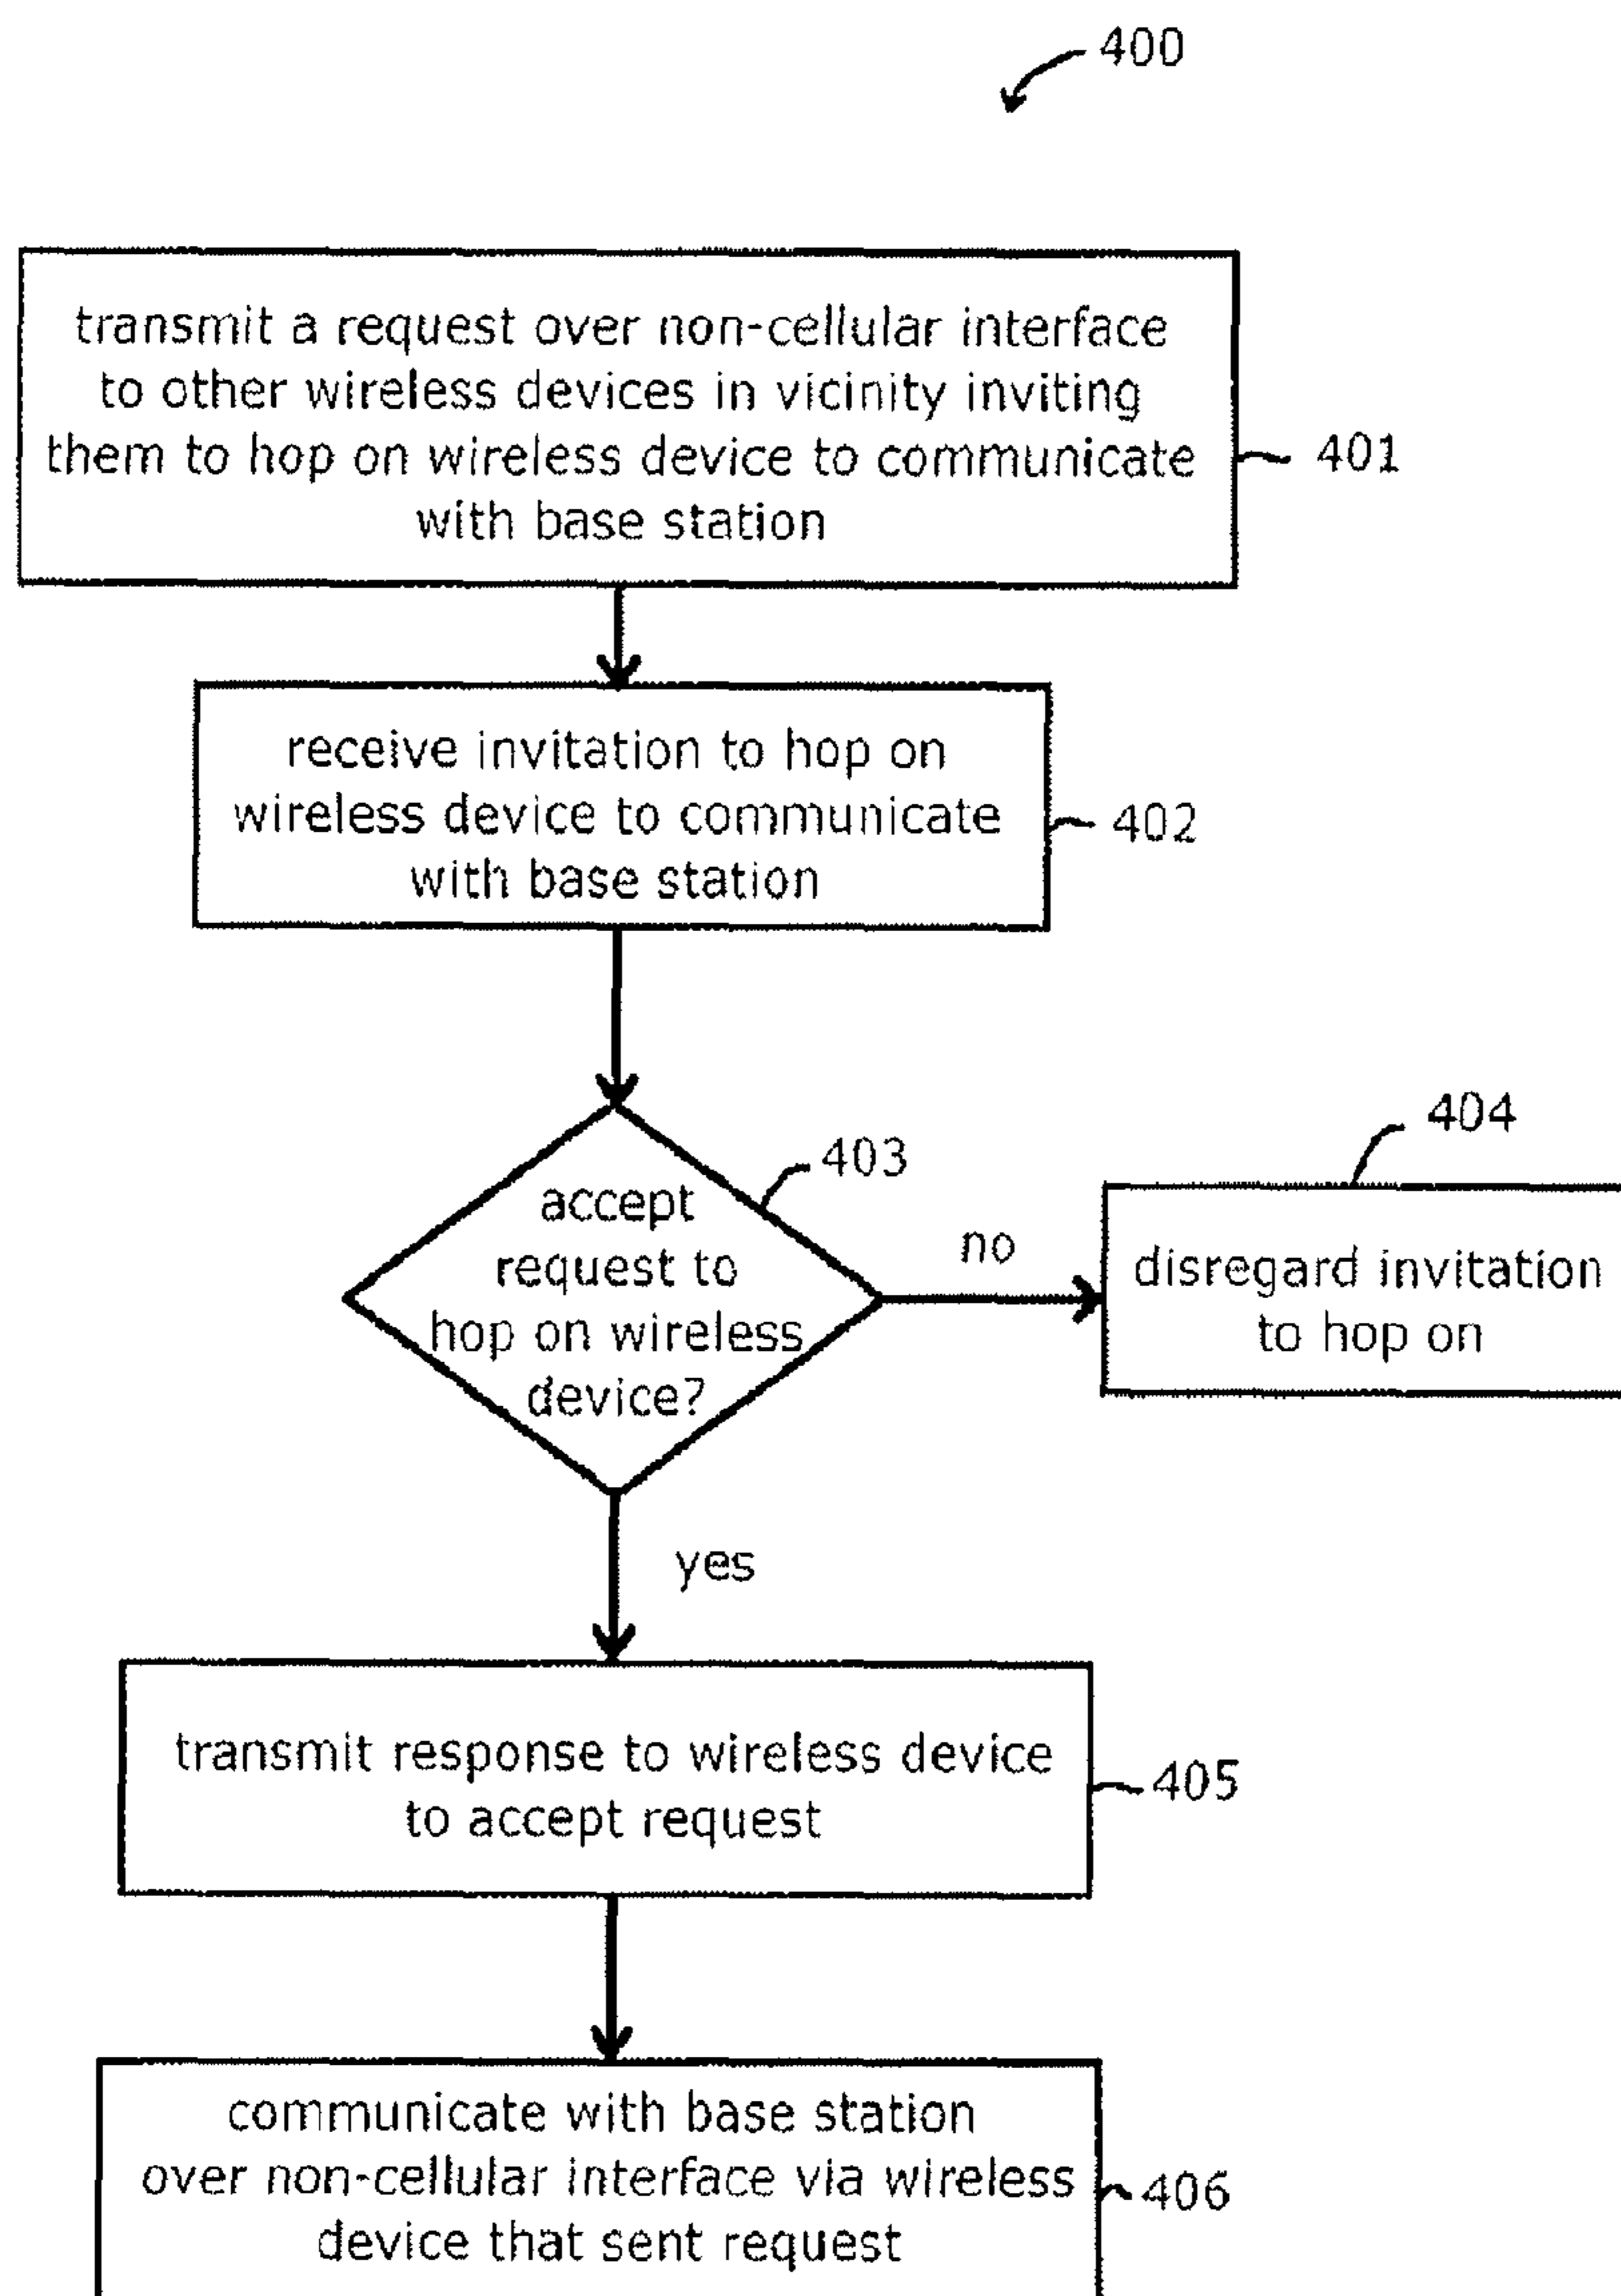 400
transmit a request over non-cellular interface
to other wireless devices in vicinity inviting
them to hop on wireless device to communicate
with base station
401
receive invitation to hop on
wireless device to communicate
with base station
402
403
accept
request to
hop on wireless
device?
no
404
disregard invitation
to hop on
yes
transmit response to wireless device
to accept request
405
communicate with base station
over non-cellular interface via wireless
device that sent request
406